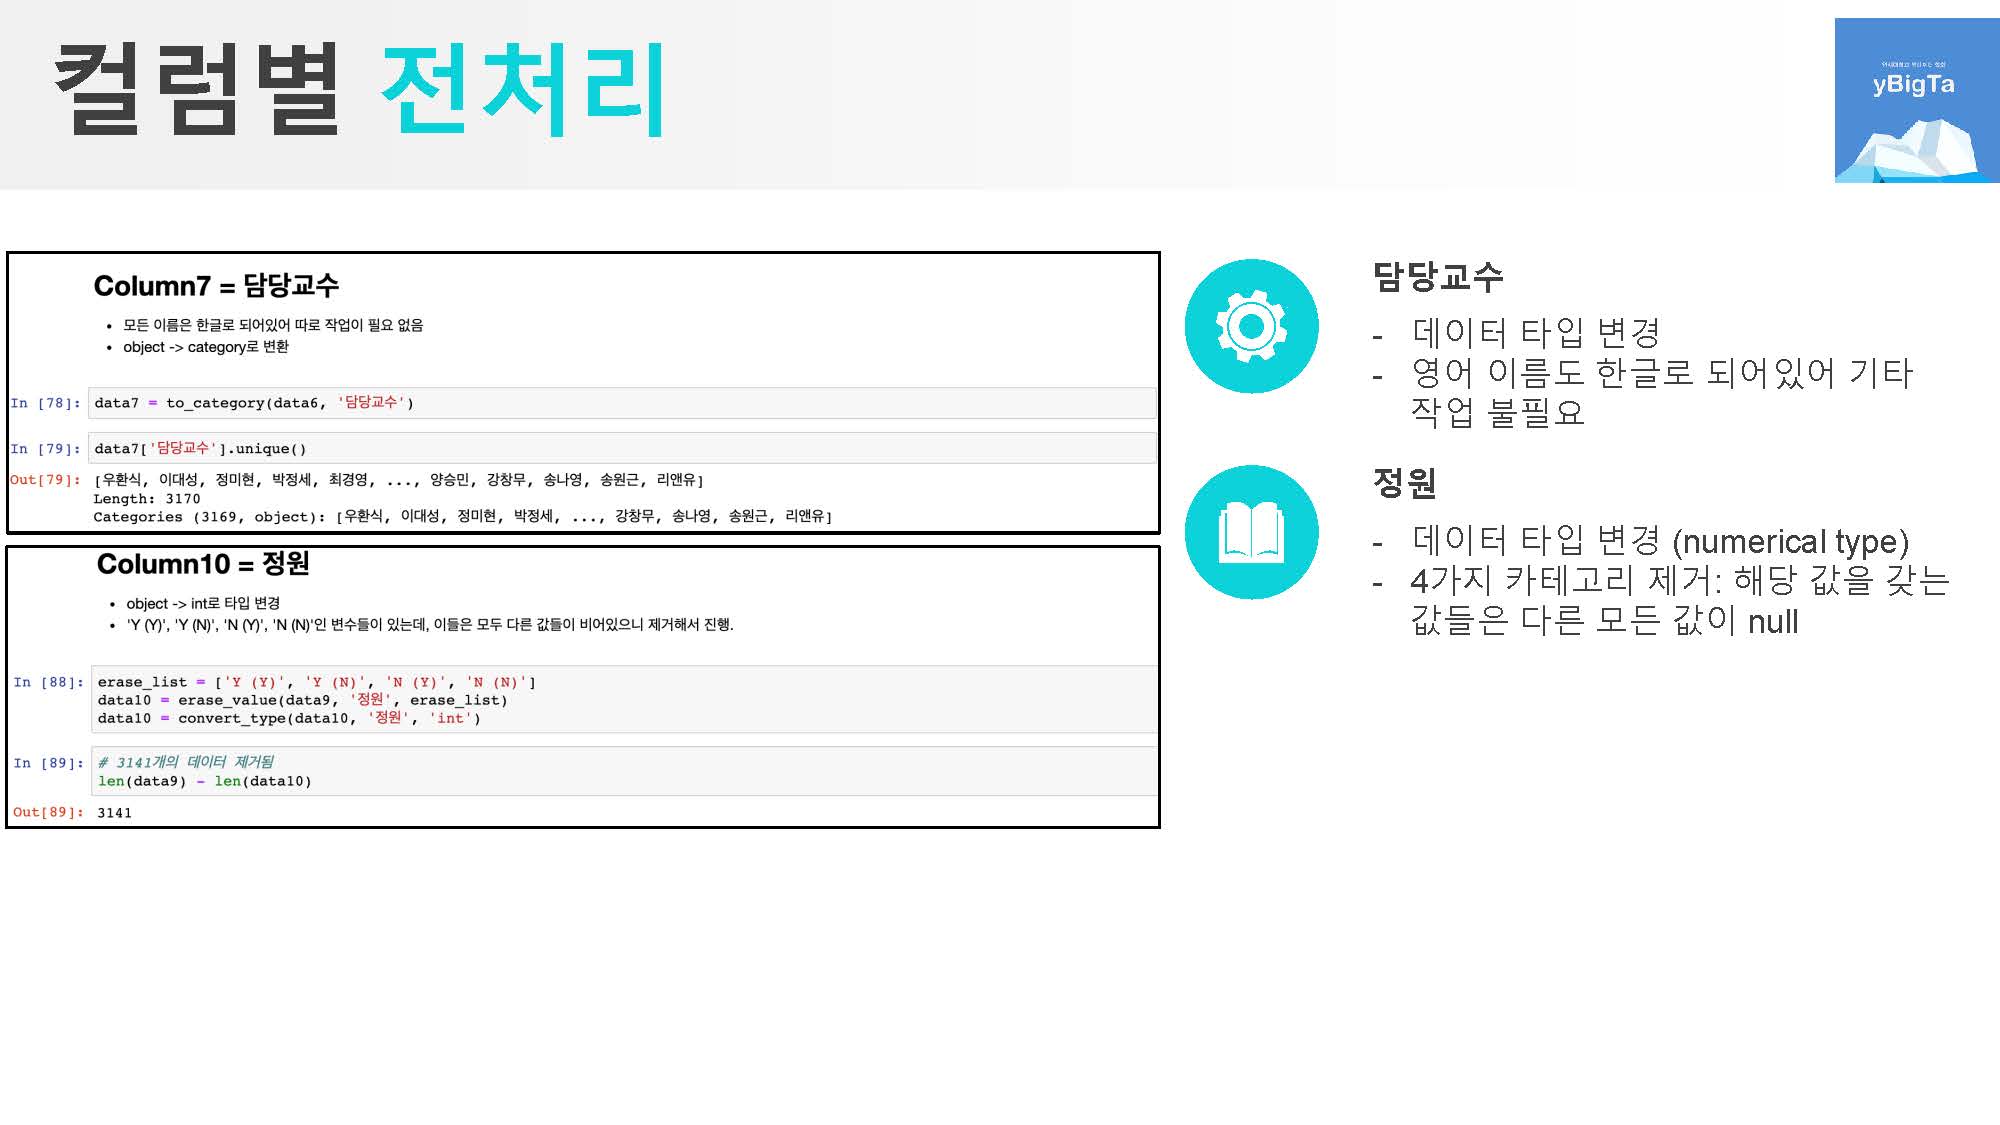 컬럼별 전처리
yBigTa
Column7 = 담당교수
• 모든 이름은 한글로 되어있어 따로 작업이 필요 없음
• object -> category로 변환
In [78]: data7 = to_category(data6, '담당교수')
In [79]: data7['담당교수'].unique()
Out[79]: [우환식, 이대성, 정미현, 박정세, 최경영, ..., 양승민, 강창무, 송나영, 송원근, 리앤유]
Length: 3170
Categories (3169, object): [우환식, 이대성, 정미현, 박정세, ..., 강창무, 송나영, 송원근, 리앤유]
Column10 = 정원
• object -> int로 타입 변경
• 'Y (Y)', 'Y (N)', 'N (Y)', 'N (N)'인 변수들이 있는데, 이들은 모두 다른 값들이 비어있으니 제거해서 진행.
In [88]: erase_list = ['Y (Y)', 'Y (N)', 'N (Y)', 'N (N)']
data10 = erase_value(data9, '정원', erase_list)
data10 = convert_type(data10, '정원', 'int')
In [89]: # 3141개의 데이터 제거됨
len(data9) - len(data10)
Out[89]: 3141
담당교수
- 데이터 타입 변경
- 영어 이름도 한글로 되어있어 기타
작업 불필요
정원
- 데이터 타입 변경 (numerical type)
- 4가지 카테고리 제거: 해당 값을 갖는
값들은 다른 모든 값이 null